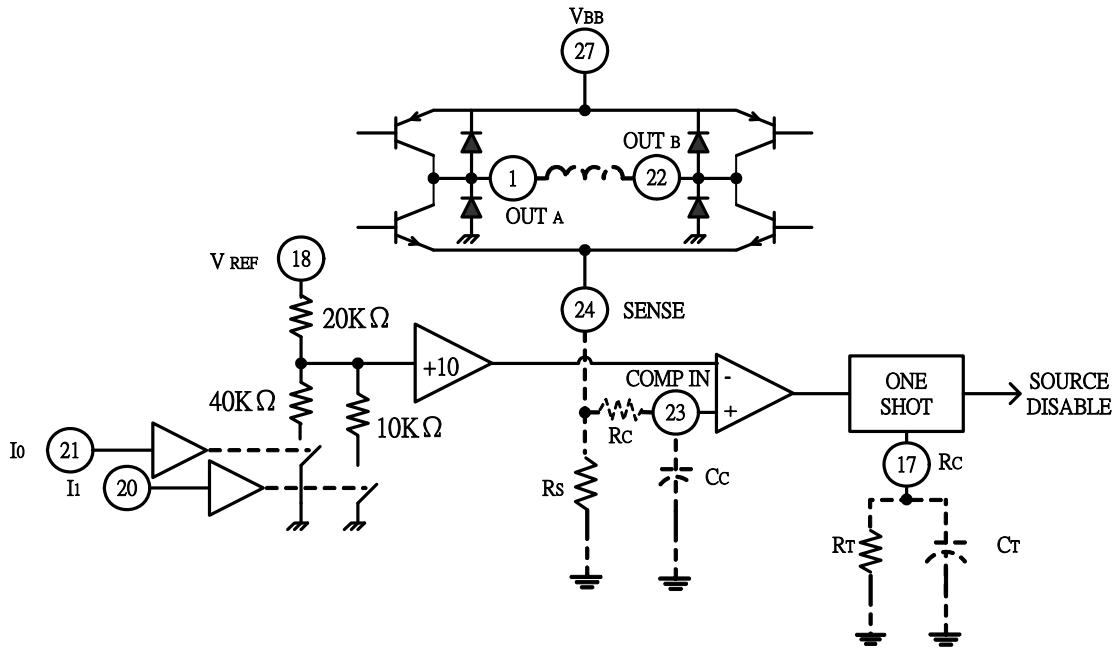 VBB
27
OUT B
1
22
OUT A
V REF
18
24
SENSE
20KΩ
+10
COMP IN
-
ONE
SHOT
SOURCE
DISABLE
40KΩ
10KΩ
23
+
RC
I0
21
I1
20
RS
CC
17
RC
RT
CT